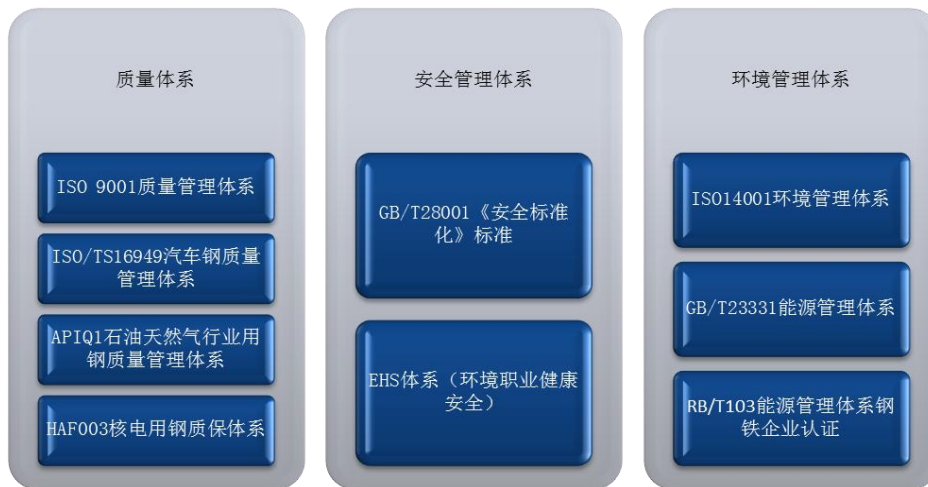 质量体系
ISO 9001质量管理体系
ISO/TS16949汽车钢质量
管理体系
APIQ1石油天然气行业用
钢质量管理体系
HAF003核电用钢质保体系
安全管理体系
GB/T28001《安全标准
化》标准
EHS体系（环境职业健康
安全）
环境管理体系
ISO14001环境管理体系
GB/T23331能源管理体系
RB/T103能源管理体系钢
铁企业认证